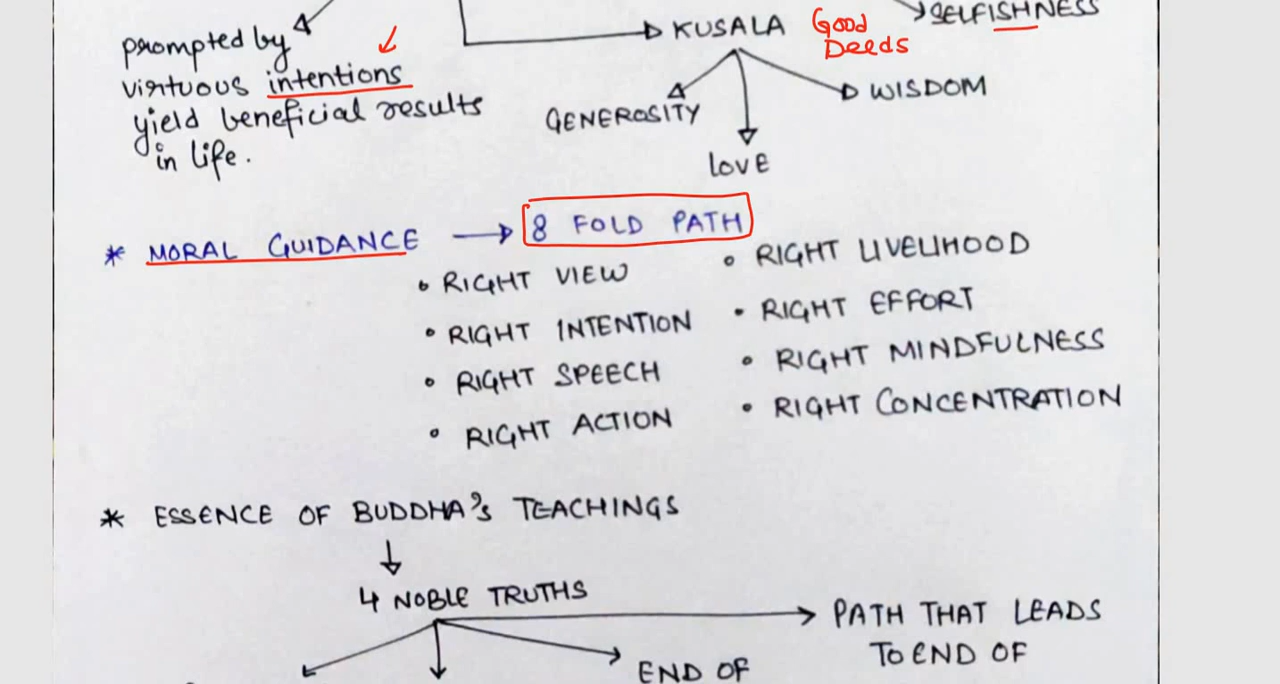 SELFISHNESS
KUSALA Good
Deeds
prompted by
virtuous intentions
yield beneficial results
in life.
GENEROSITY
LOVE
WISDOM
* MORAL GUIDANCE → 8 FOLD PATH
• RIGHT VIEW
• RIGHT INTENTION
• RIGHT SPEECH
• RIGHT ACTION
• RIGHT LIVELIHOOD
• RIGHT EFFORT
• RIGHT MINDFULNESS
• RIGHT CONCENTRATION
* ESSENCE OF BUDDHA's TEACHINGS
4 NOBLE TRUTHS
END OF
PATH THAT LEADS
TO END OF